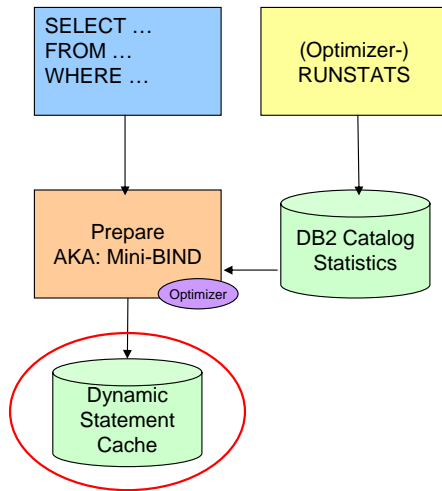 SELECT …
FROM …
WHERE …
(Optimizer-)
RUNSTATS
Prepare
AKA: Mini-BIND
Optimizer
DB2 Catalog
Statistics
Dynamic
Statement
Cache